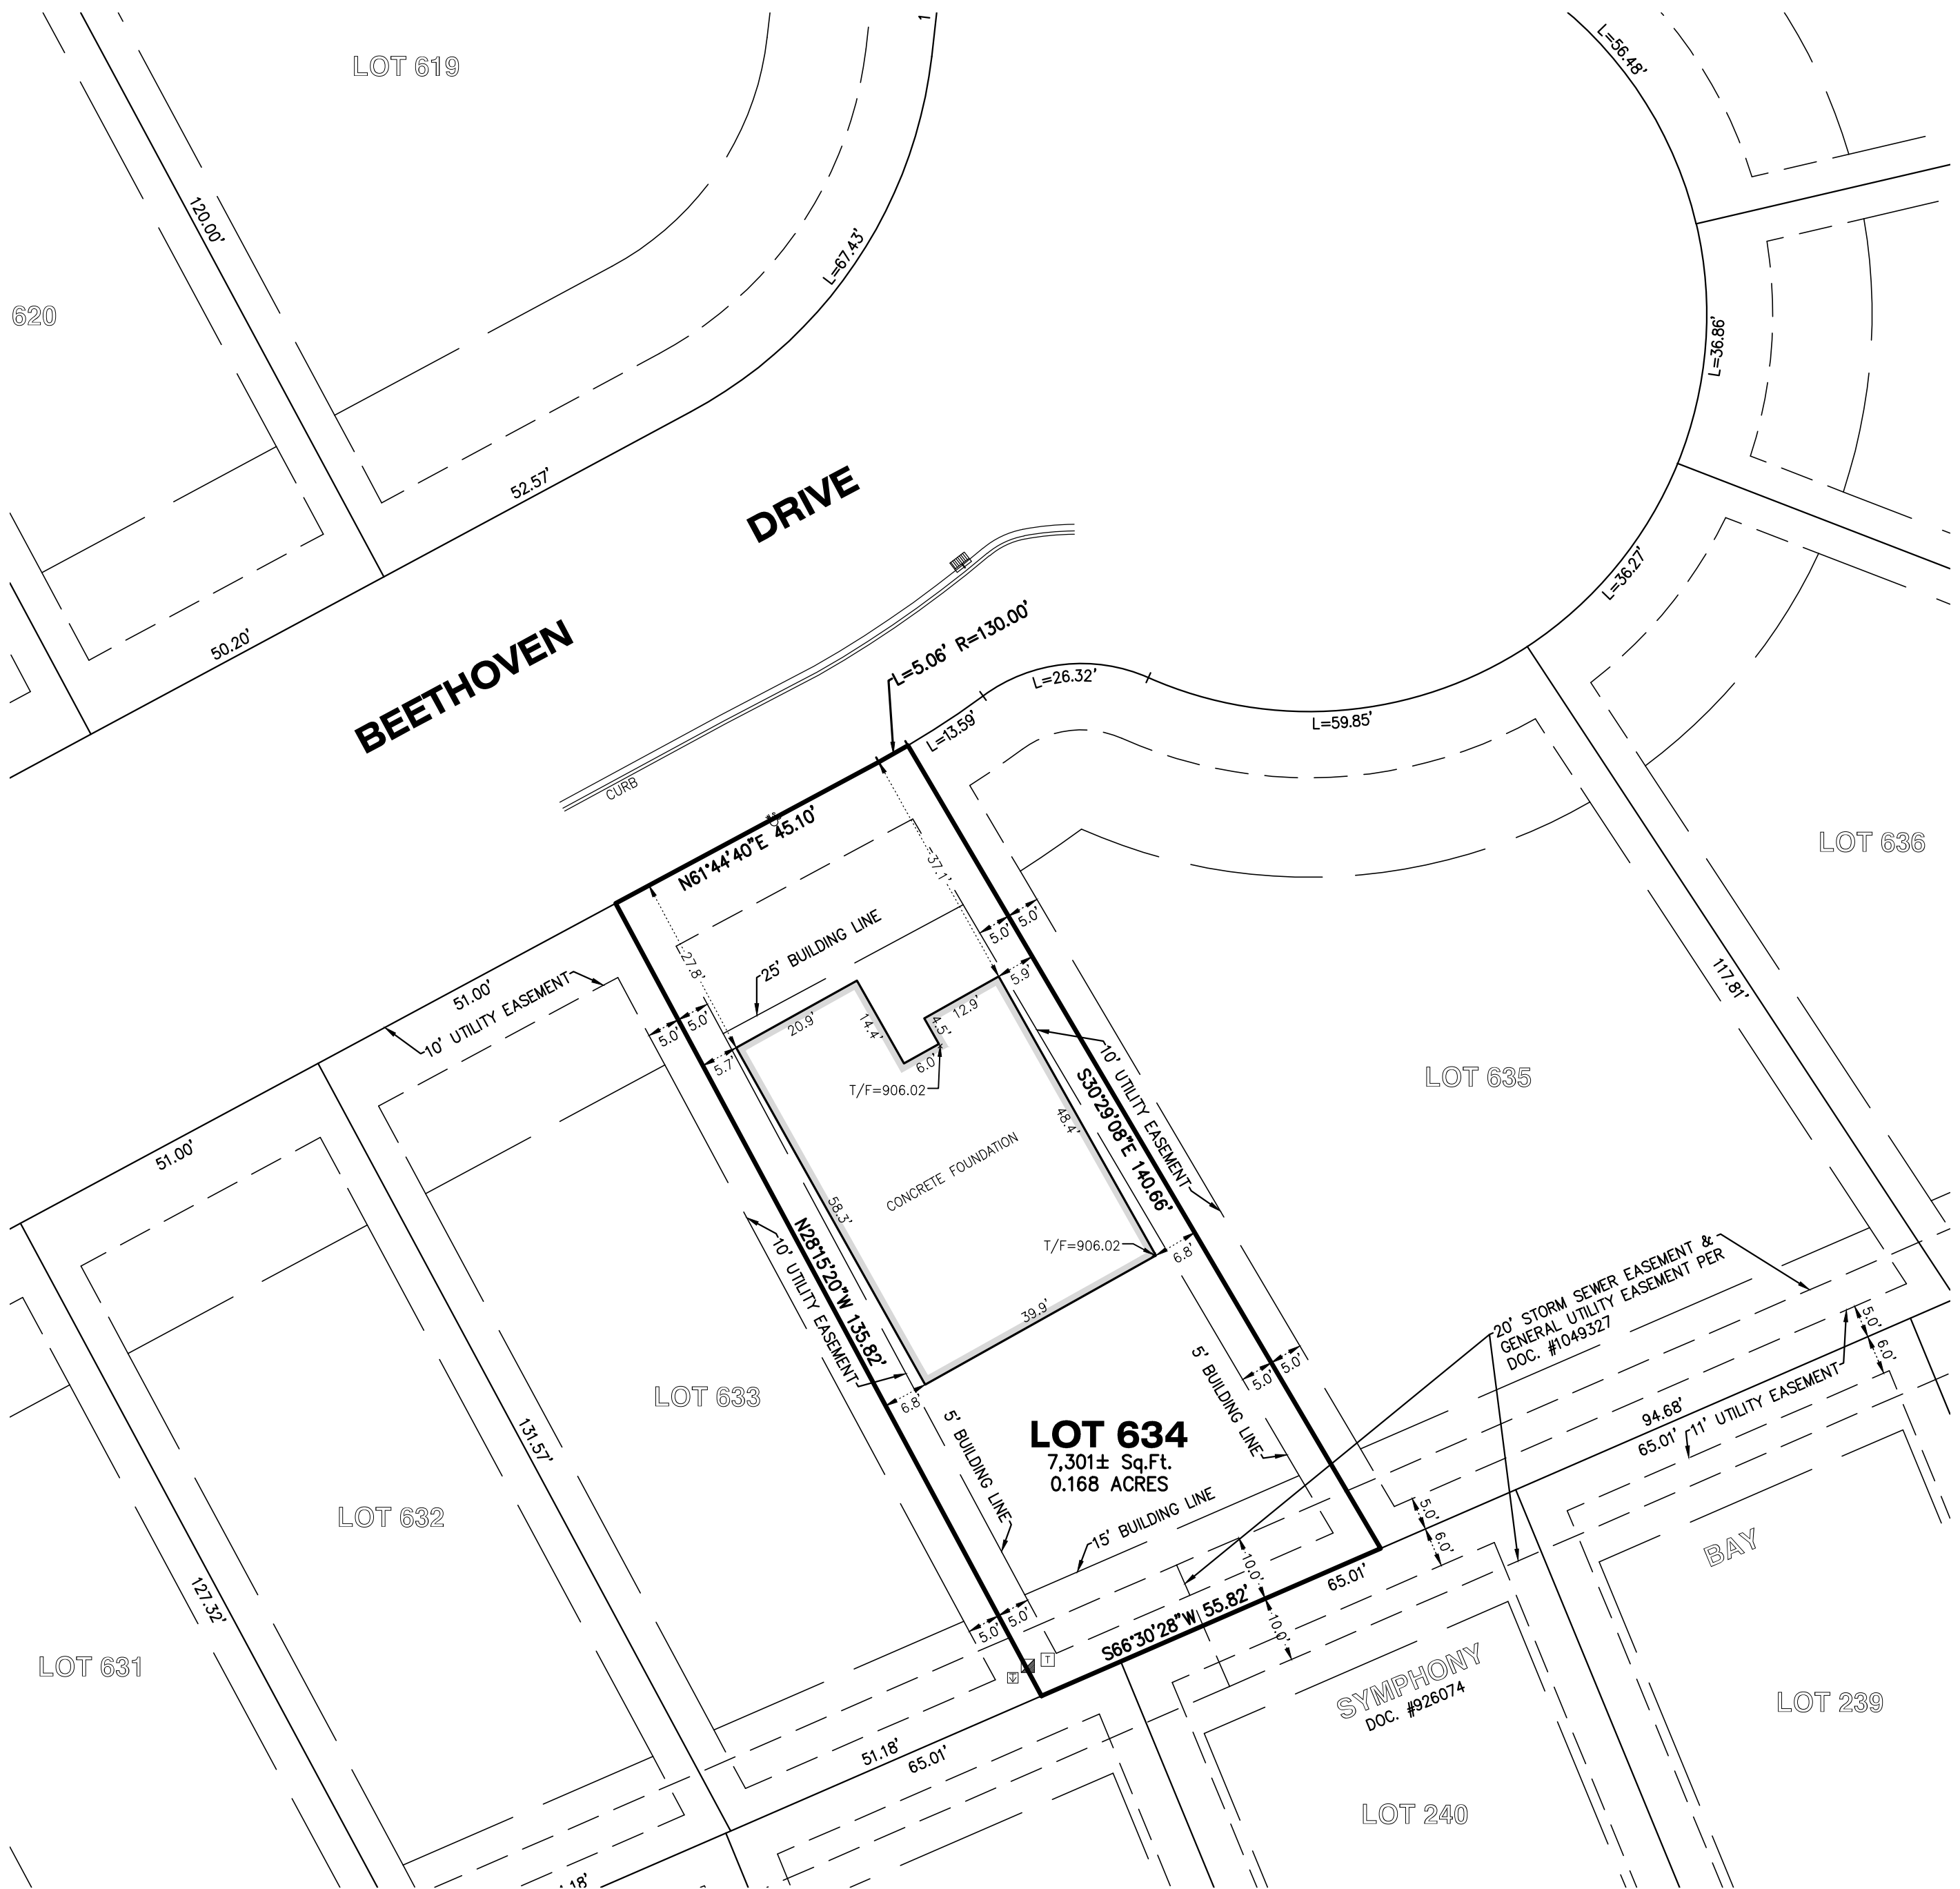 LOT 619
L=56.48'
120.00'
L=67.43'
620
L=36.86'
52.57'
DRIVE
L=36.27'
50.20'
BEETHOVEN
L=5.06' R=130.00'
L=26.32'
L=13.59'
L=59.85'
CURB
N61°44'40"E 45.10'
37.1'
LOT 636
5.0'
5.0'
25' BUILDING LINE
27.8'
10' UTILITY EASEMENT
51.00'
5.9'
117.81'
5.0'
5.0'
20.9'
14.4'
4.5'
12.9'
6.0'
5.7'
T/F=906.02
10' UTILITY EASEMENT
LOT 635
S30°29'08"E 140.66'
48.4'
51.00'
CONCRETE FOUNDATION
58.3'
T/F=906.02
6.8'
N28°15'20"W 135.82'
10' UTILITY EASEMENT
39.9'
20' STORM SEWER EASEMENT &
GENERAL UTILITY EASEMENT PER
DOC. #1049327
5.0'
6.0'
5' BUILDING LINE
5.0'
5.0'
LOT 633
6.8'
5' BUILDING LINE
LOT 634
7,301± Sq.Ft.
0.168 ACRES
94.68'
65.01'
11' UTILITY EASEMENT
131.57'
15' BUILDING LINE
5.0'
6.0'
LOT 632
BAY
10.0'
65.01'
127.32'
S66°30'28"W 55.82'
10.0'
5.0'
5.0'
T
LOT 631
SYMPHONY
DOC. #926074
LOT 239
51.18'
65.01'
LOT 240